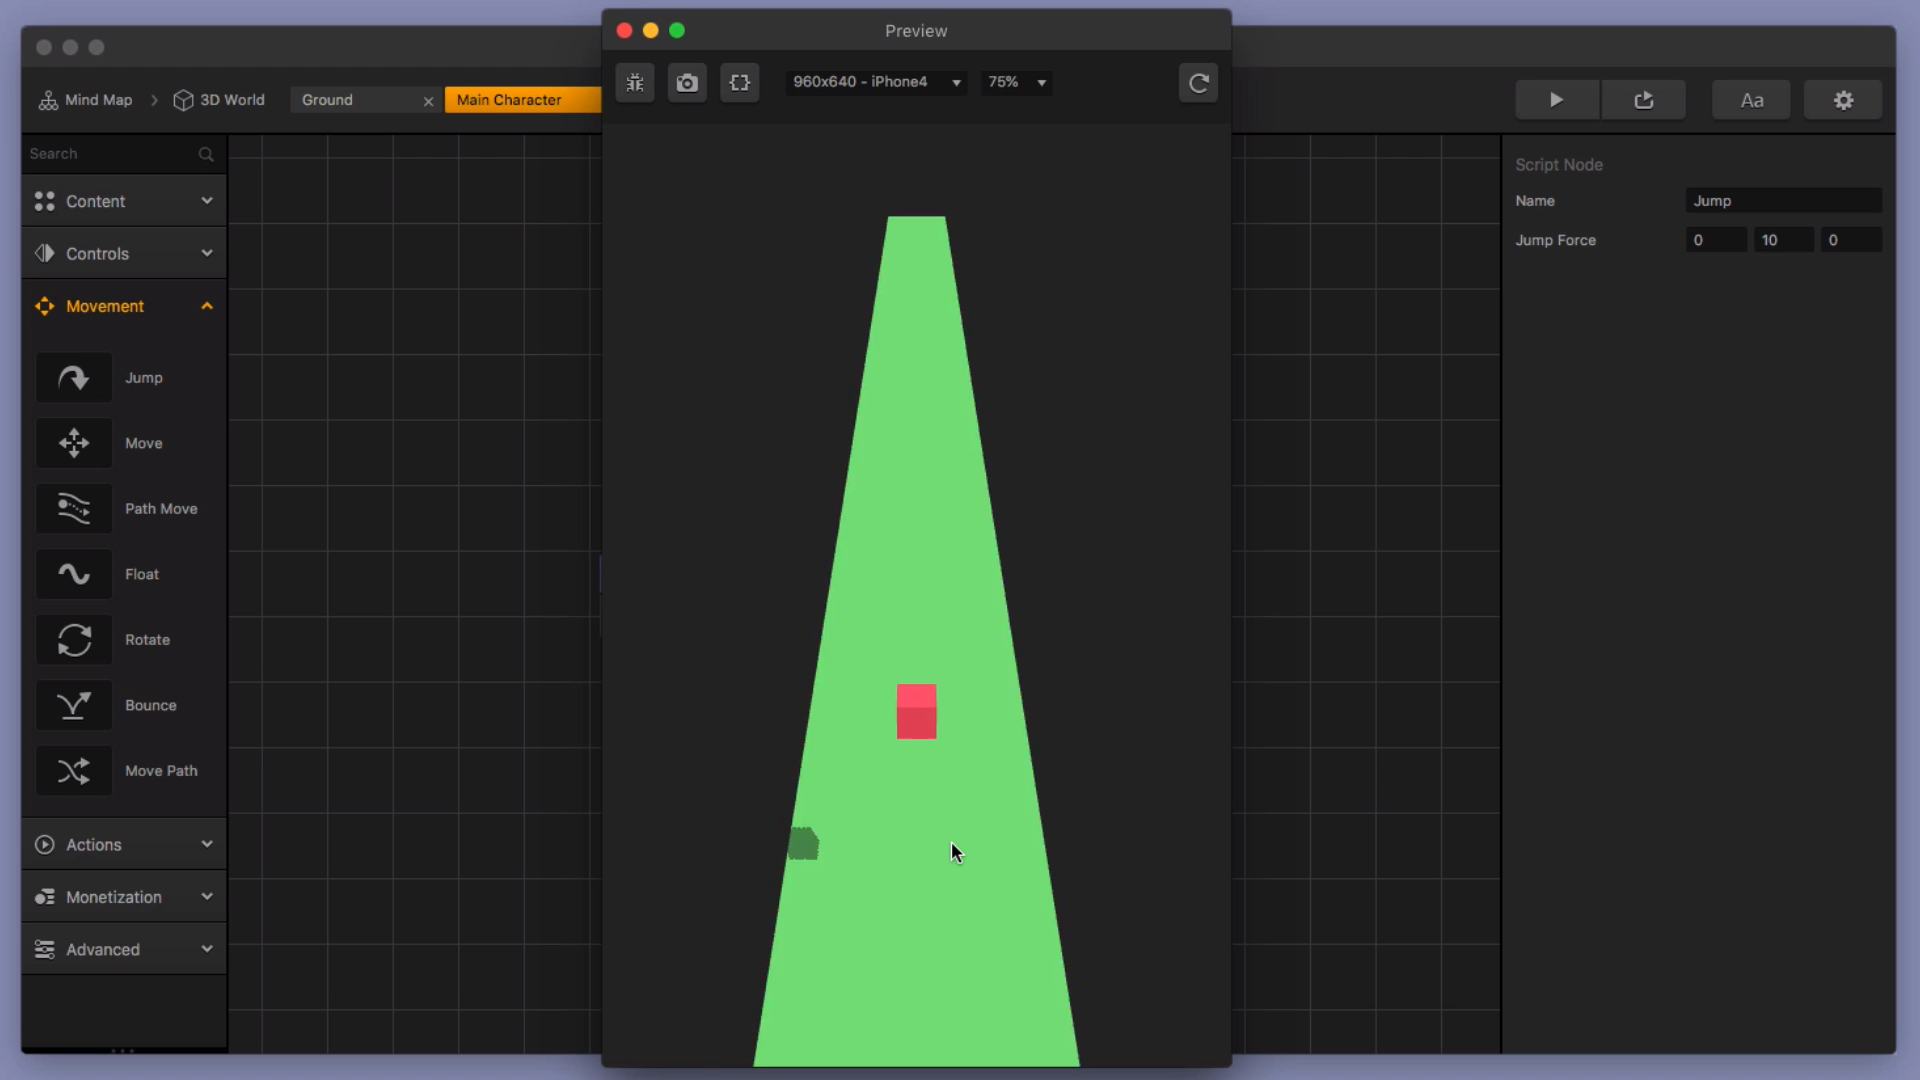 Preview
960x640 - iPhone4
75%
Mind Map
3D World
Ground
Main Character
Aa
Search
Content
Controls
Movement
Jump
Move
Path Move
Float
Rotate
Bounce
Move Path
Actions
Monetization
Advanced
Script Node
Name
Jump
Jump Force
0
10
0